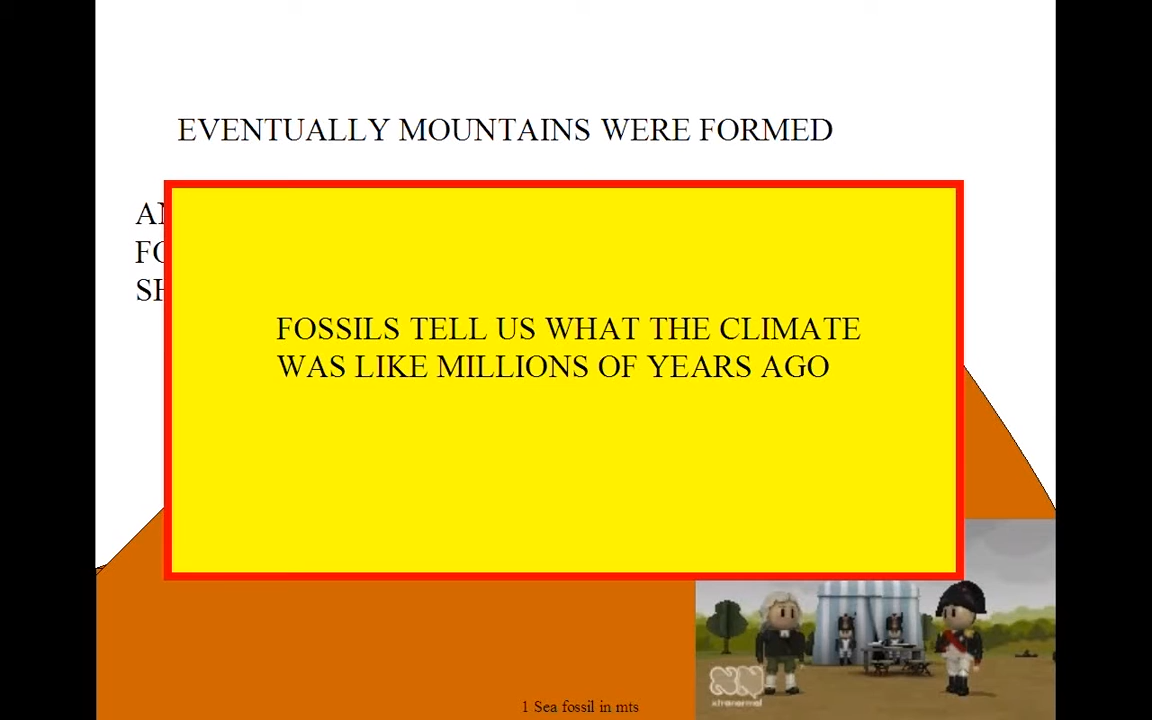 EVENTUALLY MOUNTAINS WERE FORMED
FOSSILS TELL US WHAT THE CLIMATE
WAS LIKE MILLIONS OF YEARS AGO
1 Sea fossil in mts
xtranormal